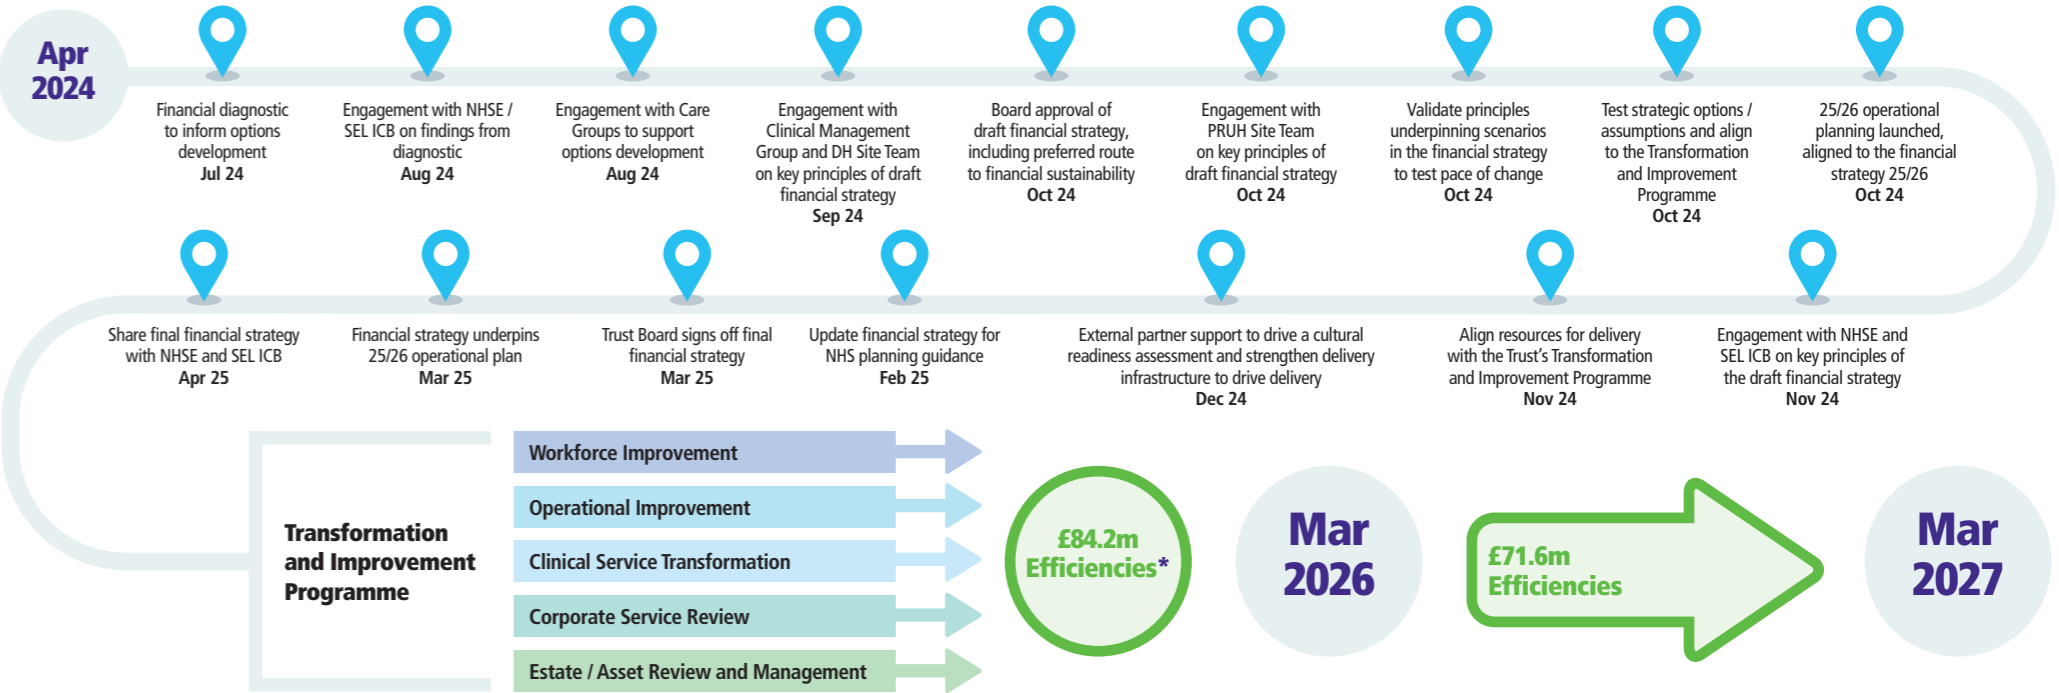 Apr
2024
Financial diagnostic
to inform options
development
Jul 24
Engagement with NHSE /
SEL ICB on findings from
diagnostic
Aug 24
Engagement with Care
Groups to support
options development
Aug 24
Engagement with
Clinical Management
Group and DH Site Team
on key principles of draft
financial strategy
Sep 24
Board approval of
draft financial strategy,
including preferred route
to financial sustainability
Oct 24
Engagement with
PRUH Site Team
on key principles of
draft financial strategy
Oct 24
Validate principles
underpinning scenarios
in the financial strategy
to test pace of change
Oct 24
Test strategic options /
assumptions and align
to the Transformation
and Improvement
Programme
Oct 24
25/26 operational
planning launched,
aligned to the financial
strategy 25/26
Oct 24
Share final financial strategy
with NHSE and SEL ICB
Apr 25
Financial strategy underpins
25/26 operational plan
Mar 25
Trust Board signs off final
financial strategy
Mar 25
Update financial strategy for
NHS planning guidance
Feb 25
External partner support to drive a cultural
readiness assessment and strengthen delivery
infrastructure to drive delivery
Dec 24
Align resources for delivery
with the Trust's Transformation
and Improvement Programme
Nov 24
Engagement with NHSE and
SEL ICB on key principles of
the draft financial strategy
Nov 24
Transformation
and Improvement
Programme
Workforce Improvement
Operational Improvement
Clinical Service Transformation
Corporate Service Review
Estate / Asset Review and Management
£84.2m
Efficiencies*
Mar
2026
£71.6m
Efficiencies
Mar
2027